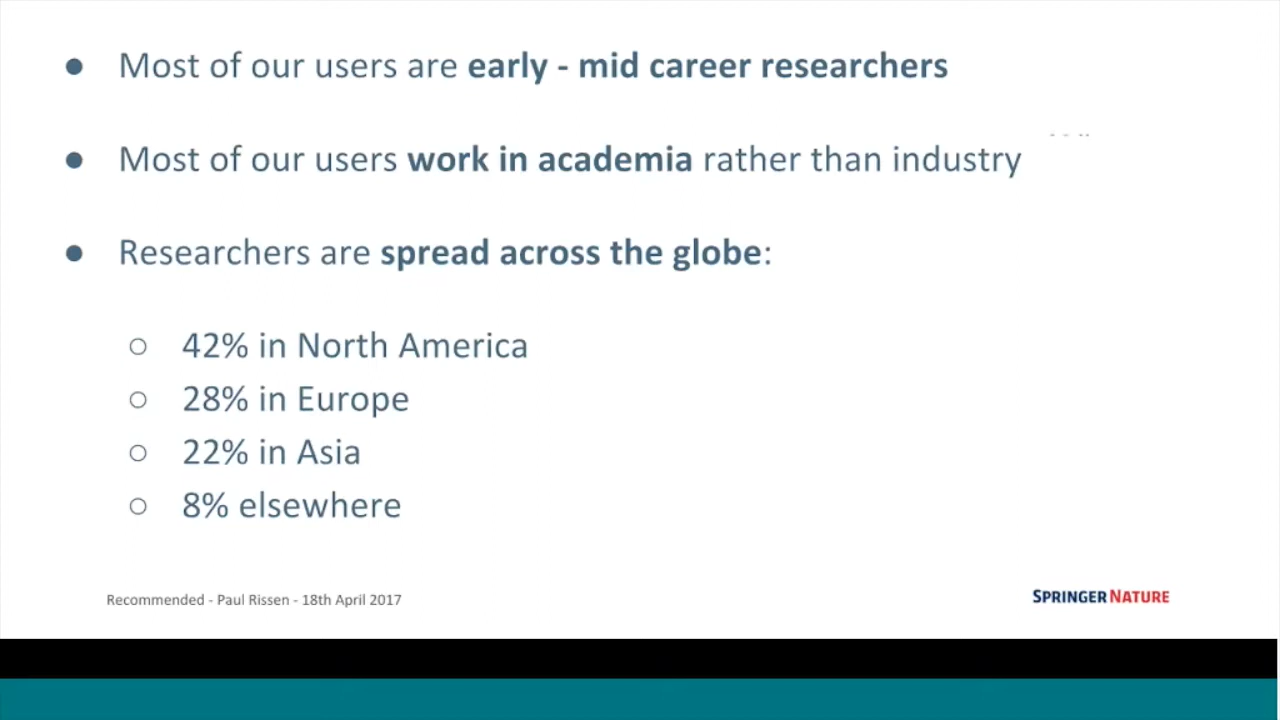 ● Most of our users are early - mid career researchers
● Most of our users work in academia rather than industry
● Researchers are spread across the globe:
○ 42% in North America
○ 28% in Europe
○ 22% in Asia
○ 8% elsewhere
Recommended - Paul Rissen - 18th April 2017
SPRINGER NATURE